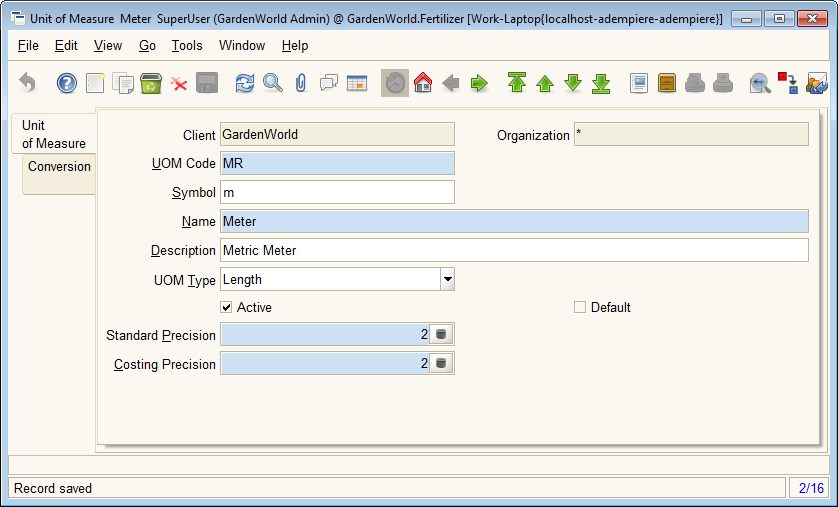 Unit of Measure  Meter  SuperUser (GardenWorld Admin) @ GardenWorld.Fertilizer [Work-Laptop{localhost-adempiere-adempiere}]
File Edit View Go Tools Window Help
Unit
of Measure
Conversion
Client GardenWorld Organization *
UOM Code MR
Symbol m
Name Meter
Description Metric Meter
UOM Type Length
Active Default
Standard Precision 2
Costing Precision 2
Record saved 2/16